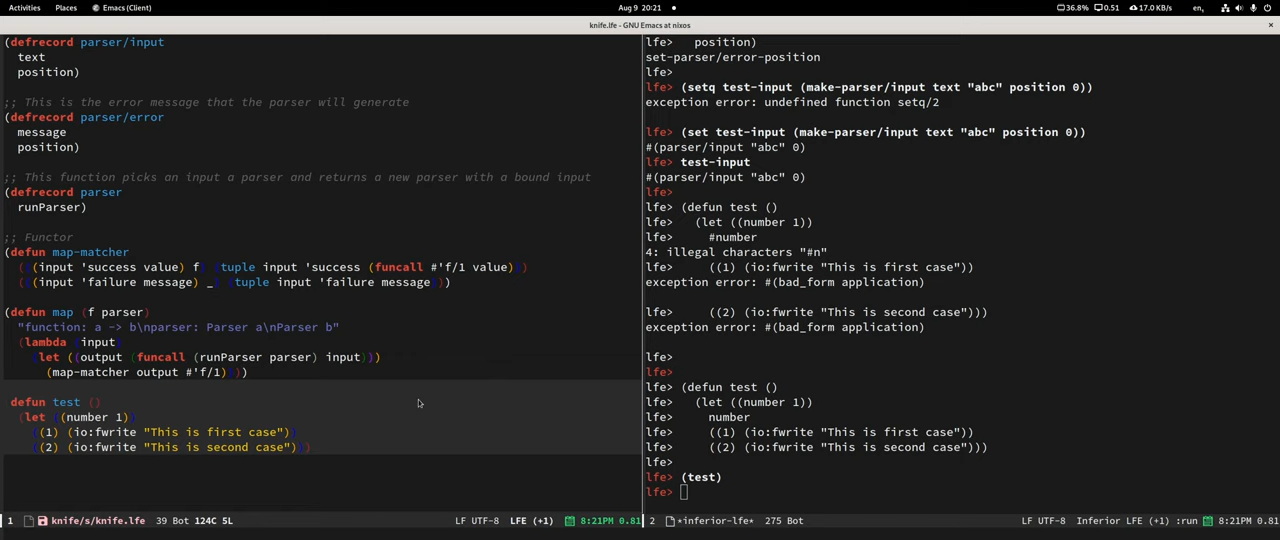 Activities Places Emacs (Client) Aug 9 20:21 36.8% 0.51 17.0 KB/s en,
knife.lfe - GNU Emacs at nixos ×
(defrecord parser/input
text
position)
;; This is the error message that the parser will generate
(defrecord parser/error
message
position)
;; This function picks an input a parser and returns a new parser with a bound input
(defrecord parser
runParser)
;; Functor
(defun map-matcher
(((input 'success value) f) (tuple input 'success (funcall #'f/1 value)))
(((input 'failure message) _) (tuple input 'failure message)))
(defun map (f parser)
"function: a -> b\nparser: Parser a\nParser b"
(lambda (input)
(let ((output (funcall (runParser parser) input)))
(map-matcher output #'f/1))))
(defun test ()
(let ((number 1))
((1) (io:fwrite "This is first case"))
((2) (io:fwrite "This is second case"))))
1 knife/s/knife.lfe 39 Bot 124C 5L LF UTF-8 LFE (+1) 8:21PM 0.81
lfe> position)
set-parser/error-position
lfe>
lfe> (setq test-input (make-parser/input text "abc" position 0))
exception error: undefined function setq/2
lfe> (set test-input (make-parser/input text "abc" position 0))
#(parser/input "abc" 0)
lfe> test-input
#(parser/input "abc" 0)
lfe>
lfe> (defun test ()
lfe> (let ((number 1))
lfe> #number
4: illegal characters "#n"
lfe> ((1) (io:fwrite "This is first case"))
exception error: #(bad_form application)
lfe> ((2) (io:fwrite "This is second case")))
exception error: #(bad_form application)
lfe>
lfe>
lfe> (defun test ()
lfe> (let ((number 1))
lfe> number
lfe> ((1) (io:fwrite "This is first case"))
lfe> ((2) (io:fwrite "This is second case")))
lfe>
lfe> (test)
lfe>
2 *inferior-lfe* 275 Bot LF UTF-8 Inferior LFE (+1) :run 8:21PM 0.81